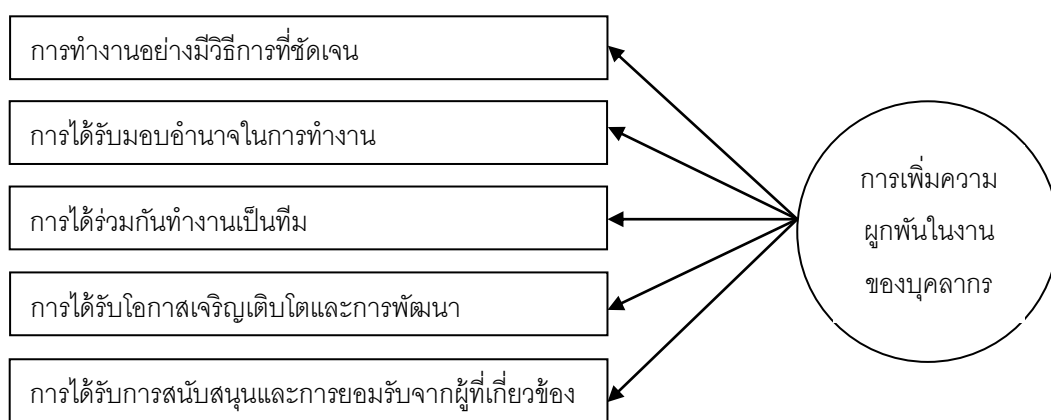 การทำงานอย่างมีวิธีการที่ชัดเจน
การได้รับมอบอำนาจในการทำงาน
การได้ร่วมกันทำงานเป็นทีม
การได้รับโอกาสเจริญเติบโตและการพัฒนา
การได้รับการสนับสนุนและการยอมรับจากผู้ที่เกี่ยวข้อง
การเพิ่มความ
ผูกพันในงาน
ของบุคลากร